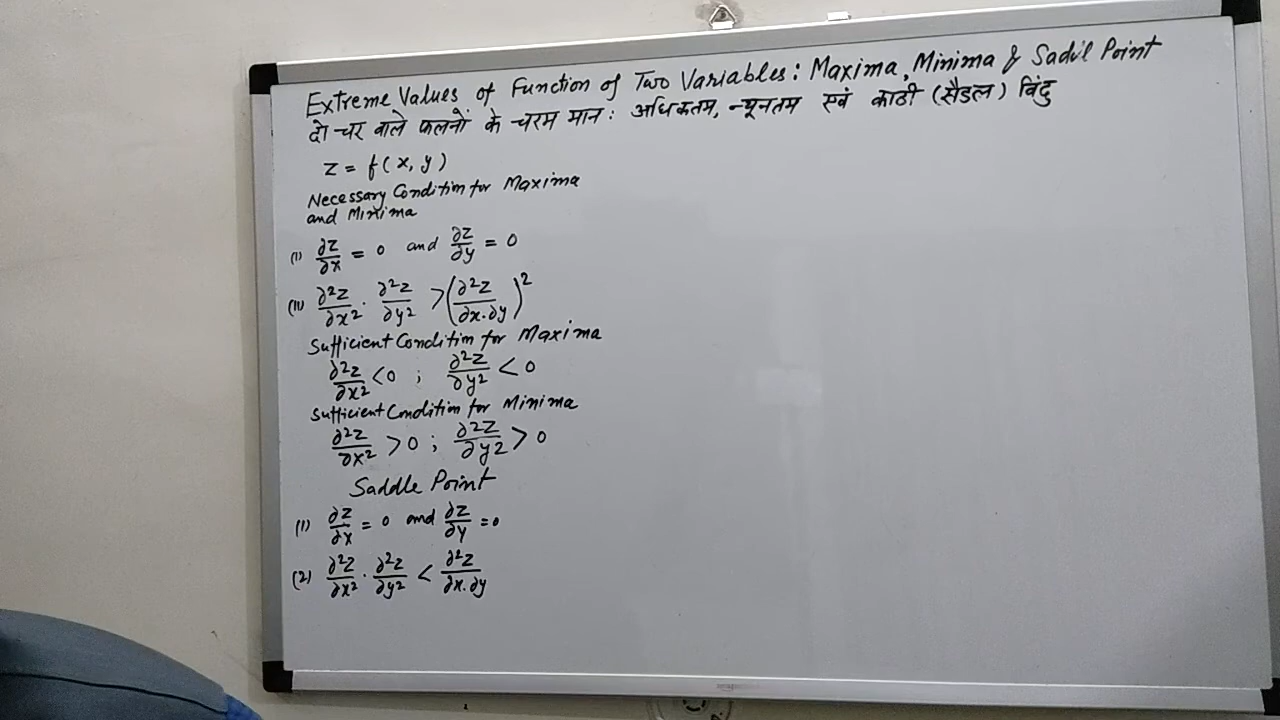 Extreme Values of Function of Two Variables: Maxima, Minima & Sadil Point
दो चर वाले फलनों के चरम मान: अधिकतम, न्यूनतम एवं काठी (सैडल) बिंदु
z = f(x, y)
Necessary Condition for Maxima
and Minima
(i) ∂z/∂x = 0 and ∂z/∂y = 0
(ii) ∂²z/∂x² · ∂²z/∂y² > (∂²z/∂x.∂y)²
Sufficient Condition for Maxima
∂²z/∂x² < 0 ; ∂²z/∂y² < 0
Sufficient Condition for Minima
∂²z/∂x² > 0 ; ∂²z/∂y² > 0
Saddle Point
(1) ∂z/∂x = 0 and ∂z/∂y = 0
(2) ∂²z/∂x² · ∂²z/∂y² < ∂²z/∂x.∂y